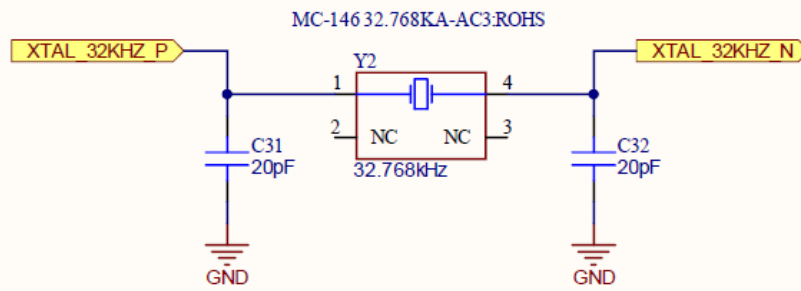 MC-146 32.768KA-AC3:ROHS
XTAL_32KHZ_P
XTAL_32KHZ_N
Y2
1
4
2
NC
NC
3
C31
20pF
32.768kHz
C32
20pF
GND
GND